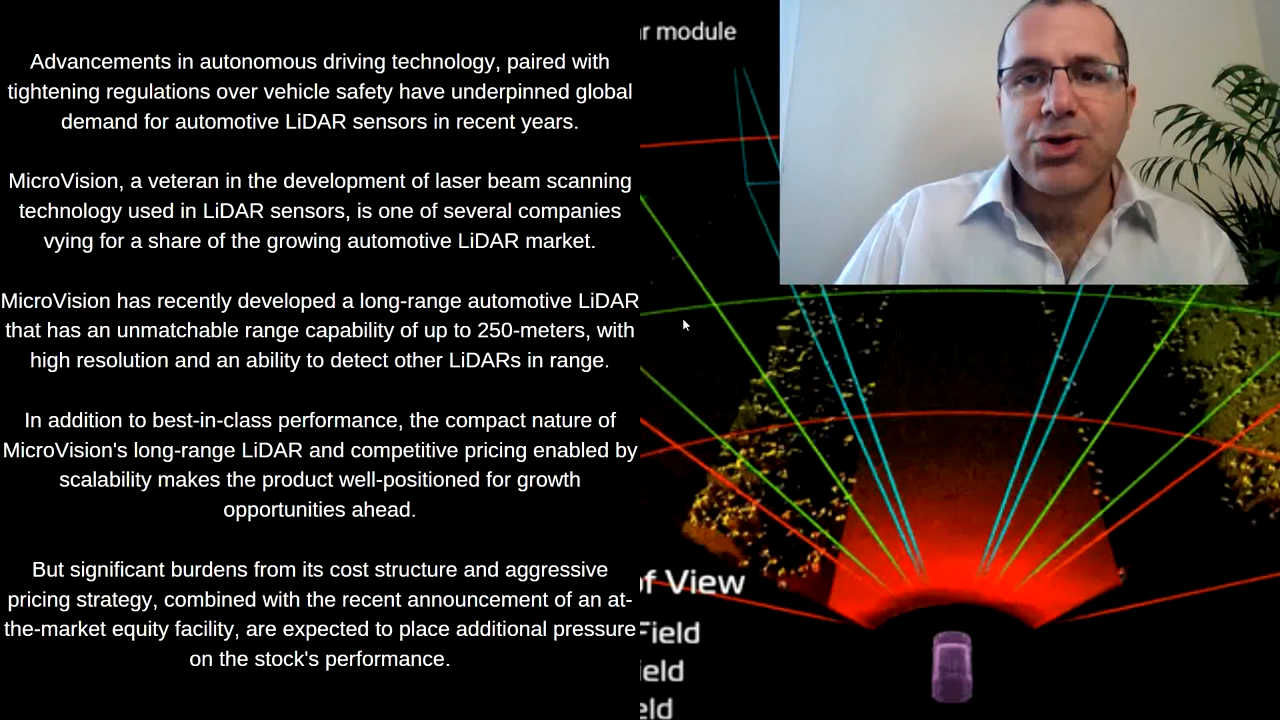 Advancements in autonomous driving technology, paired with
tightening regulations over vehicle safety have underpinned global
demand for automotive LiDAR sensors in recent years.
MicroVision, a veteran in the development of laser beam scanning
technology used in LiDAR sensors, is one of several companies
vying for a share of the growing automotive LiDAR market.
MicroVision has recently developed a long-range automotive LiDAR
that has an unmatchable range capability of up to 250-meters, with
high resolution and an ability to detect other LiDARs in range.
In addition to best-in-class performance, the compact nature of
MicroVision's long-range LiDAR and competitive pricing enabled by
scalability makes the product well-positioned for growth
opportunities ahead.
But significant burdens from its cost structure and aggressive
pricing strategy, combined with the recent announcement of an at-
the-market equity facility, are expected to place additional pressure
on the stock's performance.
module
of View
Field